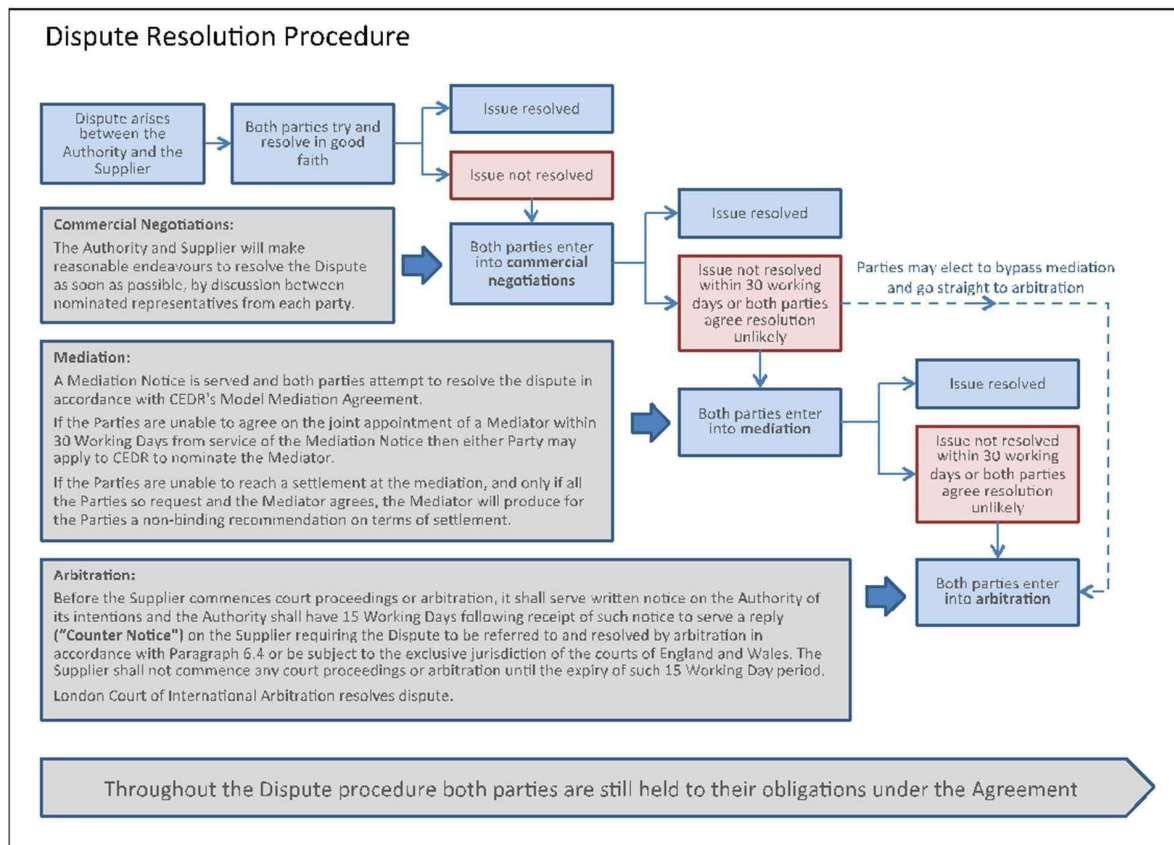 Dispute Resolution Procedure
Dispute arises
between the
Authority and the
Supplier
Both parties try and
resolve in good
faith
Issue resolved
Issue not resolved
Commercial Negotiations:
The Authority and Supplier will make
reasonable endeavours to resolve the Dispute
as soon as possible, by discussion between
nominated representatives from each party.
Both parties enter
into commercial
negotiations
Issue resolved
Issue not resolved
within 30 working
days or both parties
agree resolution
unlikely
Parties may elect to bypass mediation
and go straight to arbitration
Mediation:
A Mediation Notice is served and both parties attempt to resolve the dispute in
accordance with CEDR's Model Mediation Agreement.
If the Parties are unable to agree on the joint appointment of a Mediator within
30 Working Days from service of the Mediation Notice then either Party may
apply to CEDR to nominate the Mediator.
If the Parties are unable to reach a settlement at the mediation, and only if all
the Parties so request and the Mediator agrees, the Mediator will produce for
the Parties a non-binding recommendation on terms of settlement.
Both parties enter
into mediation
Issue resolved
Issue not resolved
within 30 working
days or both parties
agree resolution
unlikely
Arbitration:
Before the Supplier commences court proceedings or arbitration, it shall serve written notice on the Authority of
its intentions and the Authority shall have 15 Working Days following receipt of such notice to serve a reply
("Counter Notice") on the Supplier requiring the Dispute to be referred to and resolved by arbitration in
accordance with Paragraph 6.4 or be subject to the exclusive jurisdiction of the courts of England and Wales. The
Supplier shall not commence any court proceedings or arbitration until the expiry of such 15 Working Day period.
London Court of International Arbitration resolves dispute.
Both parties enter
into arbitration
Throughout the Dispute procedure both parties are still held to their obligations under the Agreement